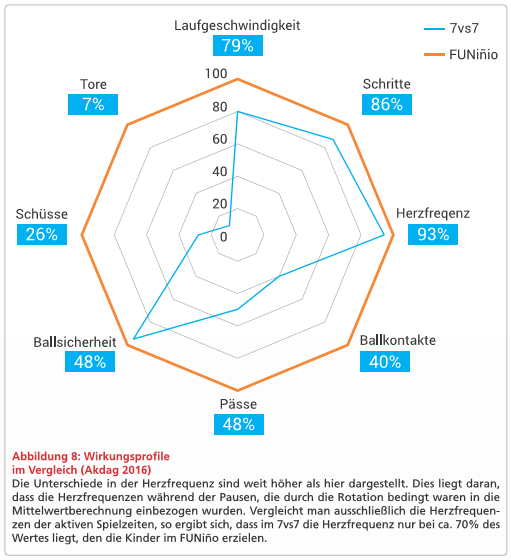 Laufgeschwindigkeit
79%
7vs7
FUNiñio
Schritte
86%
Tore
7%
100
80
60
40
20
0
Herzfreqenz
93%
Schüsse
26%
Ballsicherheit
48%
Ballkontakte
40%
Pässe
48%
Abbildung 8: Wirkungsprofile
im Vergleich (Akdag 2016)
Die Unterschiede in der Herzfrequenz sind weit höher als hier dargestellt. Dies liegt daran,
dass die Herzfrequenzen während der Pausen, die durch die Rotation bedingt waren in die
Mittelwertberechnung einbezogen wurden. Vergleicht man ausschließlich die Herzfrequen-
zen der aktiven Spielzeiten, so ergibt sich, dass im 7vs7 die Herzfrequenz nur bei ca. 70% des
Wertes liegt, den die Kinder im FUNiño erzielen.